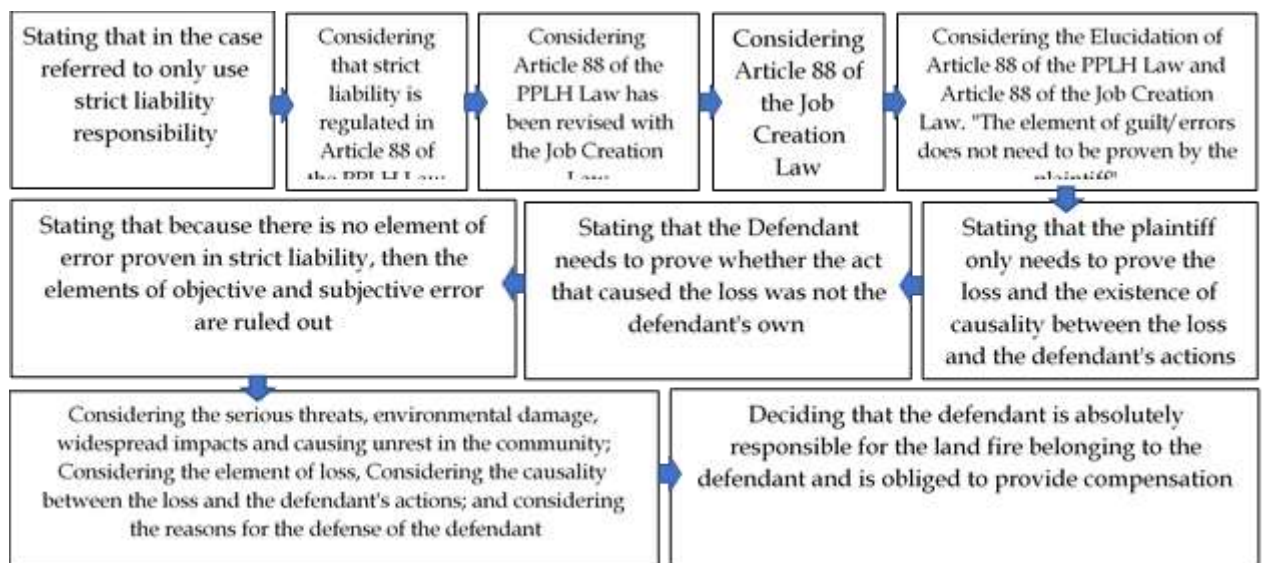 Stating that in the case
referred to only use
strict liability
responsibility
Considering
that strict
liability is
regulated in
Article 88 of
the PPLH Law
Considering
Article 88 of the
PPLH Law has
been revised with
the Job Creation
Law
Considering
Article 88 of
the Job
Creation
Law
Considering the Elucidation of
Article 88 of the PPLH Law and
Article 88 of the Job Creation
Law. "The element of guilt/errors
does not need to be proven by the
plaintiff"
Stating that the plaintiff
only needs to prove the
loss and the existence of
causality between the loss
and the defendant's actions
Stating that the Defendant
needs to prove whether the act
that caused the loss was not the
defendant's own
Stating that because there is no element of
error proven in strict liability, then the
elements of objective and subjective error
are ruled out
Considering the serious threats, environmental damage,
widespread impacts and causing unrest in the community;
Considering the element of loss, Considering the causality
between the loss and the defendant's actions; and considering
the reasons for the defense of the defendant
Deciding that the defendant is absolutely
responsible for the land fire belonging to the
defendant and is obliged to provide compensation